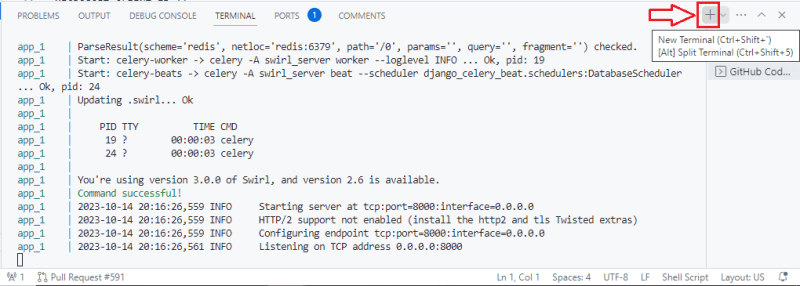 PROBLEMS OUTPUT DEBUG CONSOLE TERMINAL PORTS 1 COMMENTS
New Terminal (Ctrl+Shift+`)
[Alt] Split Terminal (Ctrl+Shift+5)
GitHub Cod...
app_1 | ParseResult(scheme='redis', netloc='redis:6379', path='/0', params='', query='', fragment='') checked.
app_1 | Start: celery-worker -> celery -A swirl_server worker --loglevel INFO ... Ok, pid: 19
app_1 | Start: celery-beats -> celery -A swirl_server beat --scheduler django_celery_beat.schedulers:DatabaseScheduler
... Ok, pid: 24
app_1 | Updating .swirl... Ok
app_1 |
app_1 | PID TTY TIME CMD
app_1 | 19 ? 00:00:03 celery
app_1 | 24 ? 00:00:03 celery
app_1 |
app_1 | You're using version 3.0.0 of Swirl, and version 2.6 is available.
app_1 | Command successful!
app_1 | 2023-10-14 20:16:26,559 INFO Starting server at tcp:port=8000:interface=0.0.0.0
app_1 | 2023-10-14 20:16:26,559 INFO HTTP/2 support not enabled (install the http2 and tls Twisted extras)
app_1 | 2023-10-14 20:16:26,559 INFO Configuring endpoint tcp:port=8000:interface=0.0.0.0
app_1 | 2023-10-14 20:16:26,561 INFO Listening on TCP address 0.0.0.0:8000
1 Pull Request #591 Ln 1, Col 1 Spaces: 4 UTF-8 LF Shell Script Layout: US